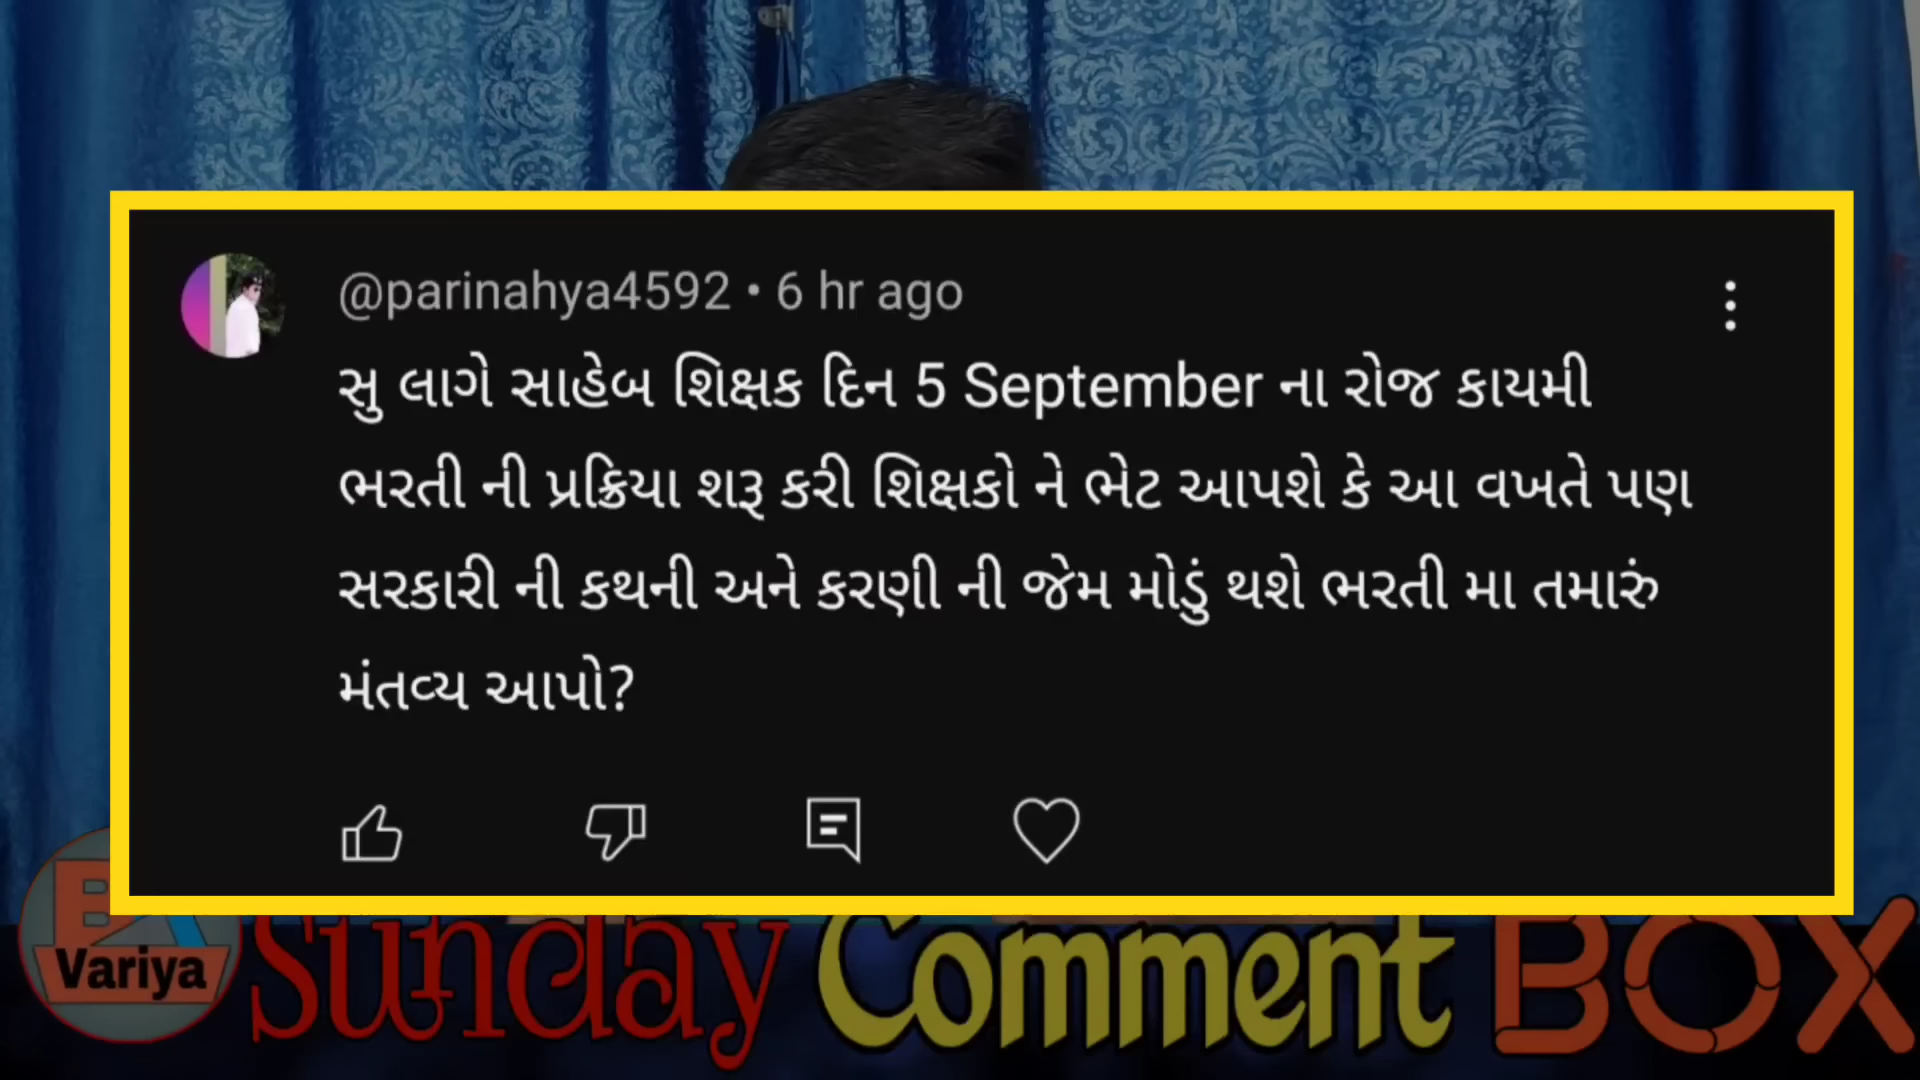 @parinahya4592 • 6 hr ago
સુ લાગે સાહેબ શિક્ષક દિન 5 September ના રોજ કાયમી
ભરતી ની પ્રક્રિયા શરૂ કરી શિક્ષકો ને ભેટ આપશે કે આ વખતે પણ
સરકારી ની કથની અને કરણી ની જેમ મોડું થશે ભરતી મા તમારું
મંતવ્ય આપો?
Variya
Sunday Comment BOX